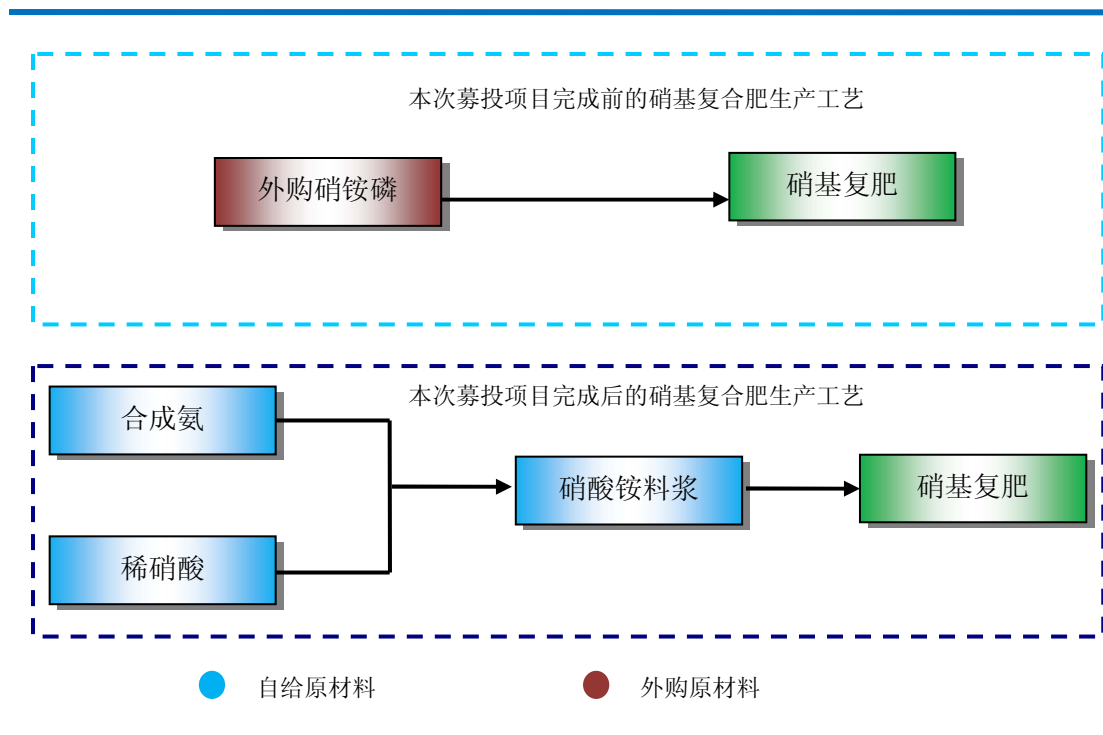 本次募投项目完成前的硝基复合肥生产工艺
外购硝铵磷
硝基复肥
本次募投项目完成后的硝基复合肥生产工艺
合成氨
硝酸铵料浆
硝基复肥
稀硝酸
自给原材料
外购原材料